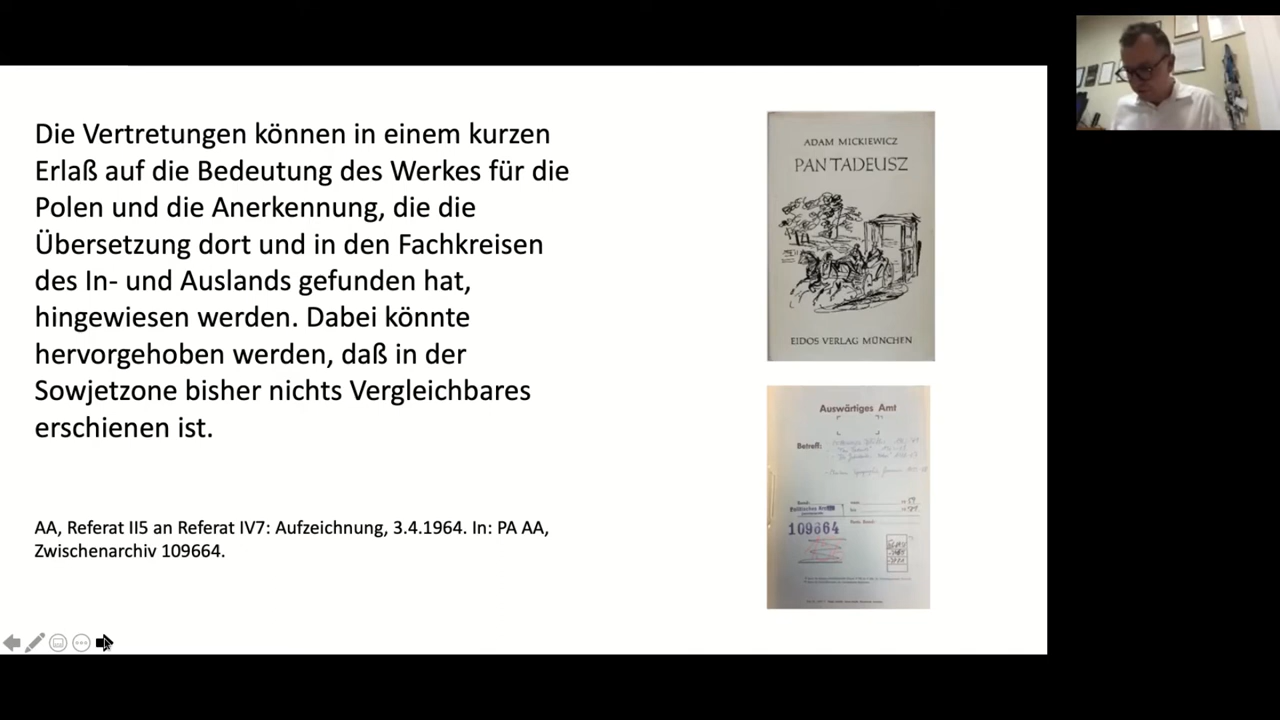 Die Vertretungen können in einem kurzen
Erlaß auf die Bedeutung des Werkes für die
Polen und die Anerkennung, die die
Übersetzung dort und in den Fachkreisen
des In- und Auslands gefunden hat,
hingewiesen werden. Dabei könnte
hervorgehoben werden, daß in der
Sowjetzone bisher nichts Vergleichbares
erschienen ist.
AA, Referat II5 an Referat IV7: Aufzeichnung, 3.4.1964. In: PA AA,
Zwischenarchiv 109664.
ADAM MICKIEWICZ
PAN TADEUSZ
EIDOS VERLAG MÜNCHEN
Auswärtiges Amt
Betreff:
109664